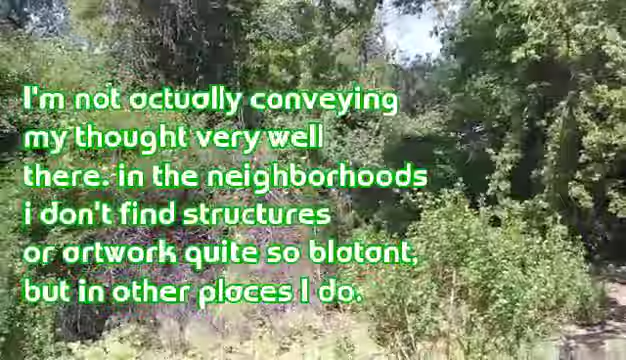 I'm not actually conveying
my thought very well
there. in the neighborhoods
i don't find structures
or artwork quite so blatant,
but in other places I do.